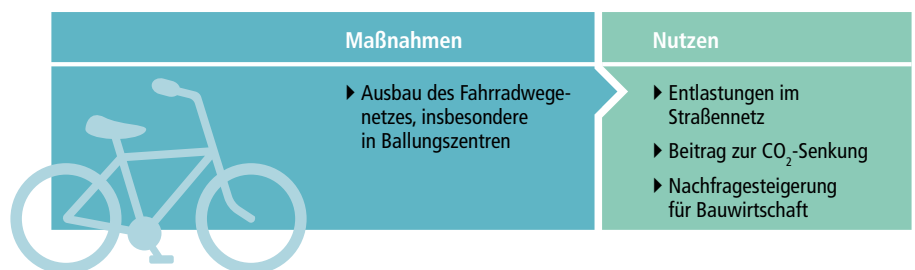 Maßnahmen
▸ Ausbau des Fahrradwege-
netzes, insbesondere
in Ballungszentren
Nutzen
▸ Entlastungen im
Straßennetz
▸ Beitrag zur CO₂-Senkung
▸ Nachfragesteigerung
für Bauwirtschaft